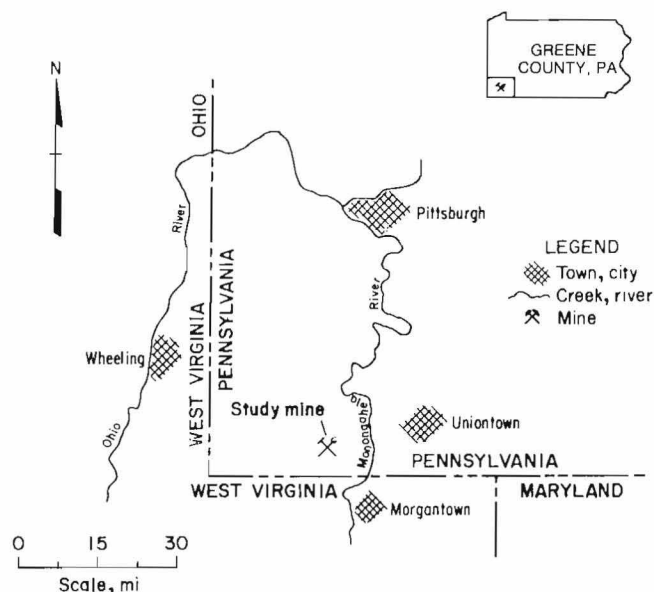 GREENE
COUNTY, PA
N
OHIO
River
Pittsburgh
LEGEND
Town, city
Creek, river
Mine
WEST VIRGINIA
PENNSYLVANIA
River
Wheeling
Study mine
Monongahela
Uniontown
Ohio
PENNSYLVANIA
WEST VIRGINIA
MARYLAND
Morgantown
0 15 30
Scale, mi